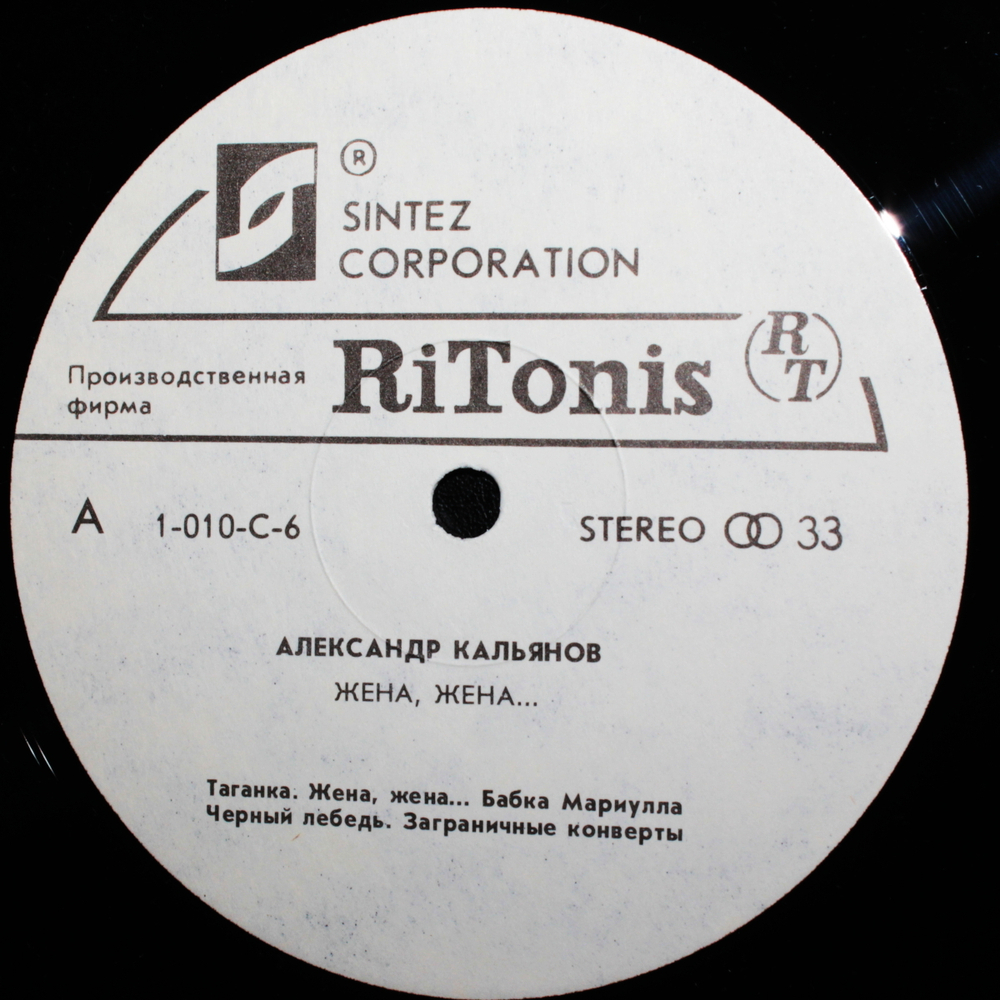 ®
SINTEZ
CORPORATION
Производственная
фирма
RiTonis
RT
A
1-010-C-6
STEREO
33
АЛЕКСАНДР КАЛЬЯНОВ
ЖЕНА, ЖЕНА...
Таганка. Жена, жена... Бабка Мариулла
Черный лебедь. Заграничные конверты